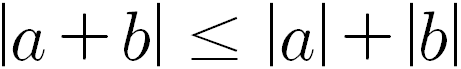 |a + b| ≤ |a| + |b|